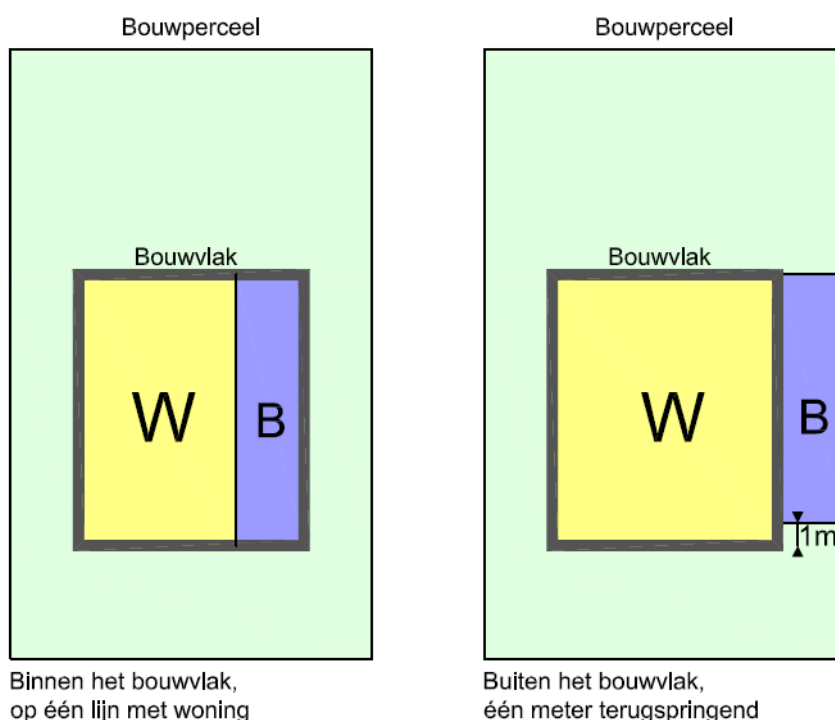 Bouwperceel
Bouwvlak
W
B
Binnen het bouwvlak,
op één lijn met woning
Bouwperceel
Bouwvlak
W
B
1m
Buiten het bouwvlak,
één meter terugspringend